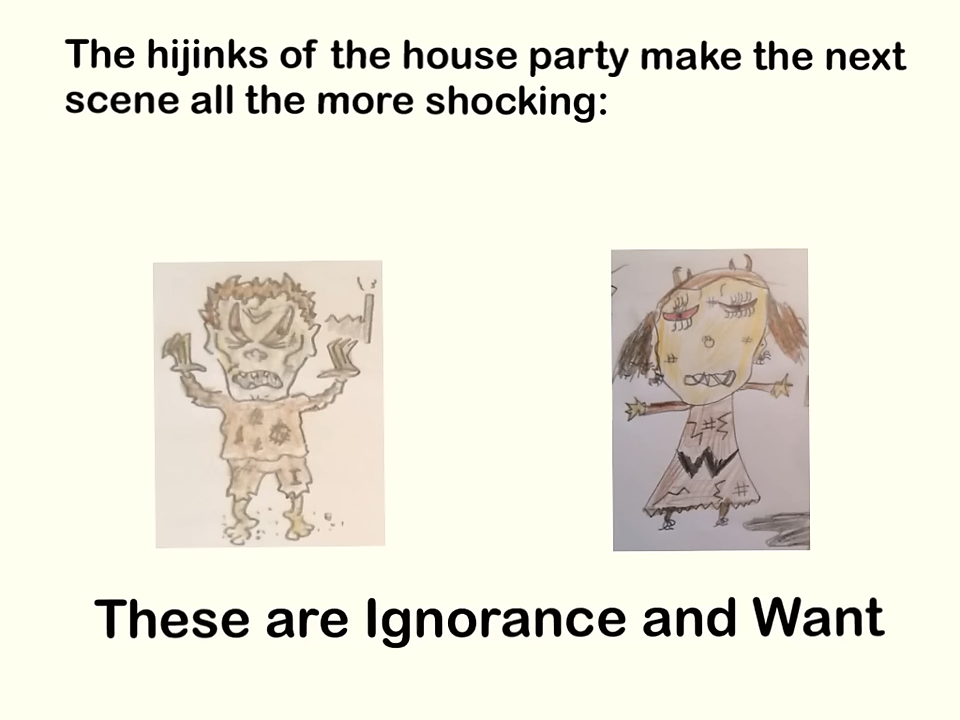 The hijinks of the house party make the next
scene all the more shocking:
These are Ignorance and Want